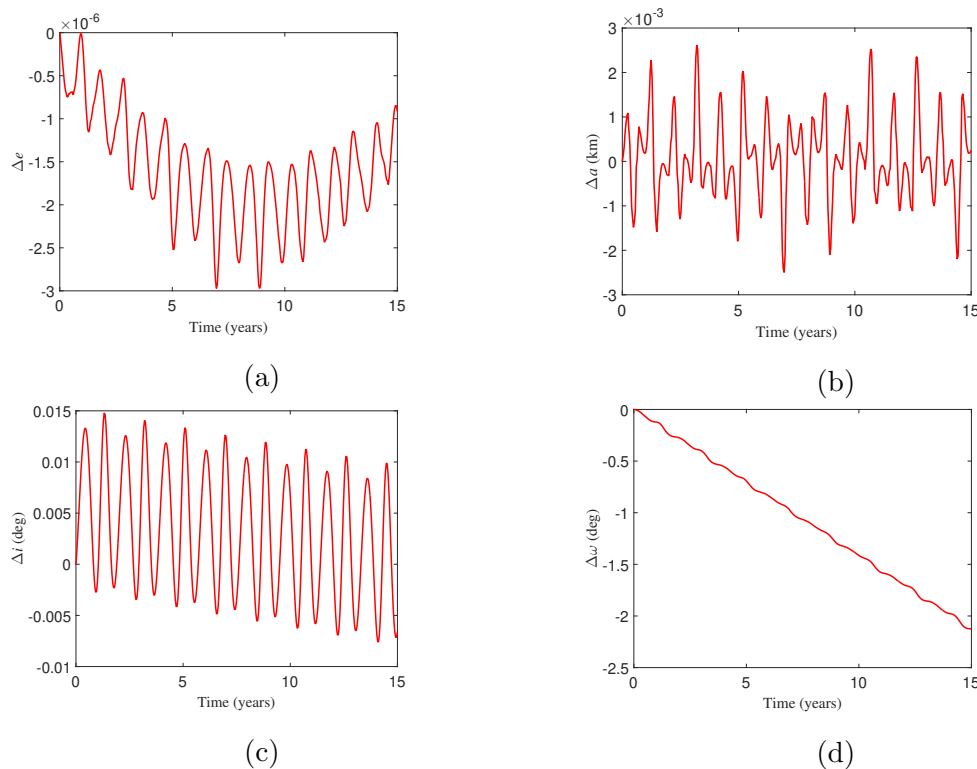 ×10⁻⁶
0
-0.5
-1
-1.5
-2
-2.5
-3
Δe
0 5 10 15
Time (years)
(a)
×10⁻³
3
2
1
0
-1
-2
-3
Δa (km)
0 5 10 15
Time (years)
(b)
0.015
0.01
0.005
0
-0.005
-0.01
Δi (deg)
0 5 10 15
Time (years)
(c)
0
-0.5
-1
-1.5
-2
-2.5
Δω (deg)
0 5 10 15
Time (years)
(d)